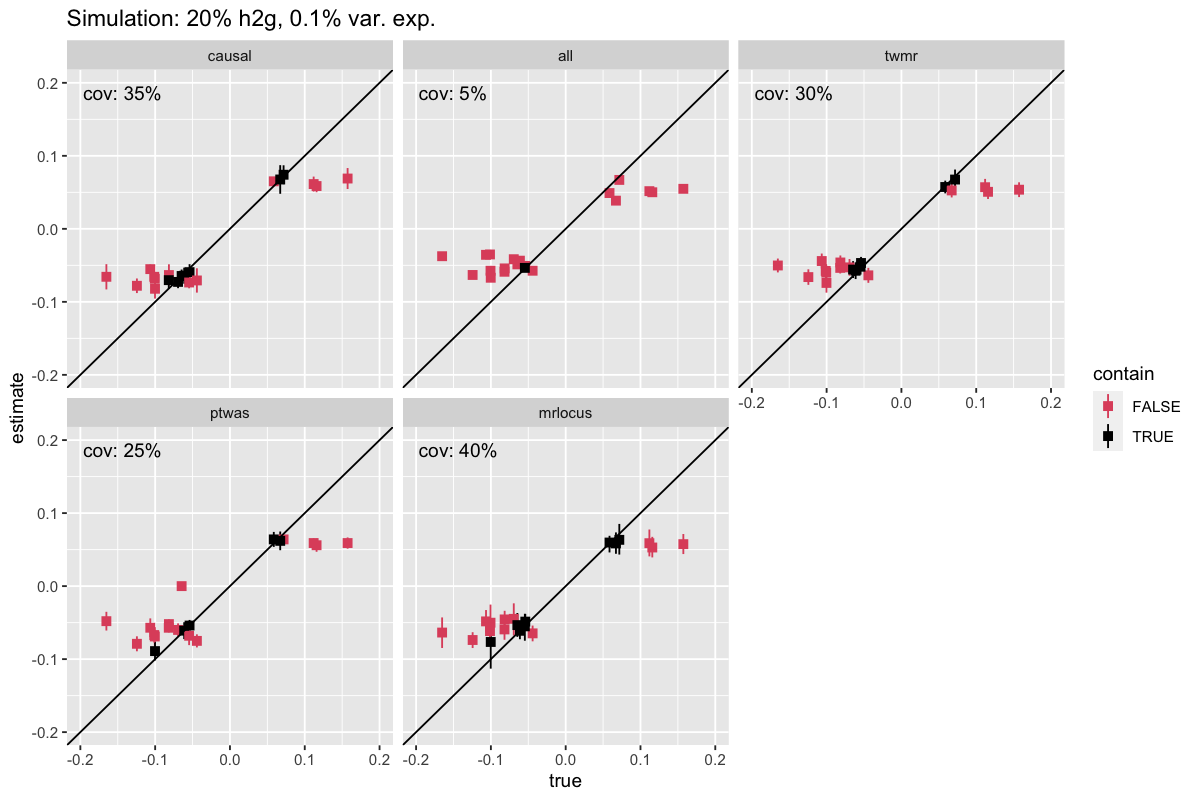 Simulation: 20% h2g, 0.1% var. exp.
causal
all
twmr
cov: 35%
cov: 5%
cov: 30%
0.2
0.1
0.0
-0.1
-0.2
-0.2 -0.1 0.0 0.1 0.2
ptwas
mrlocus
cov: 25%
cov: 40%
0.2
0.1
0.0
-0.1
-0.2
-0.2 -0.1 0.0 0.1 0.2
-0.2 -0.1 0.0 0.1 0.2
estimate
true
contain
FALSE
TRUE